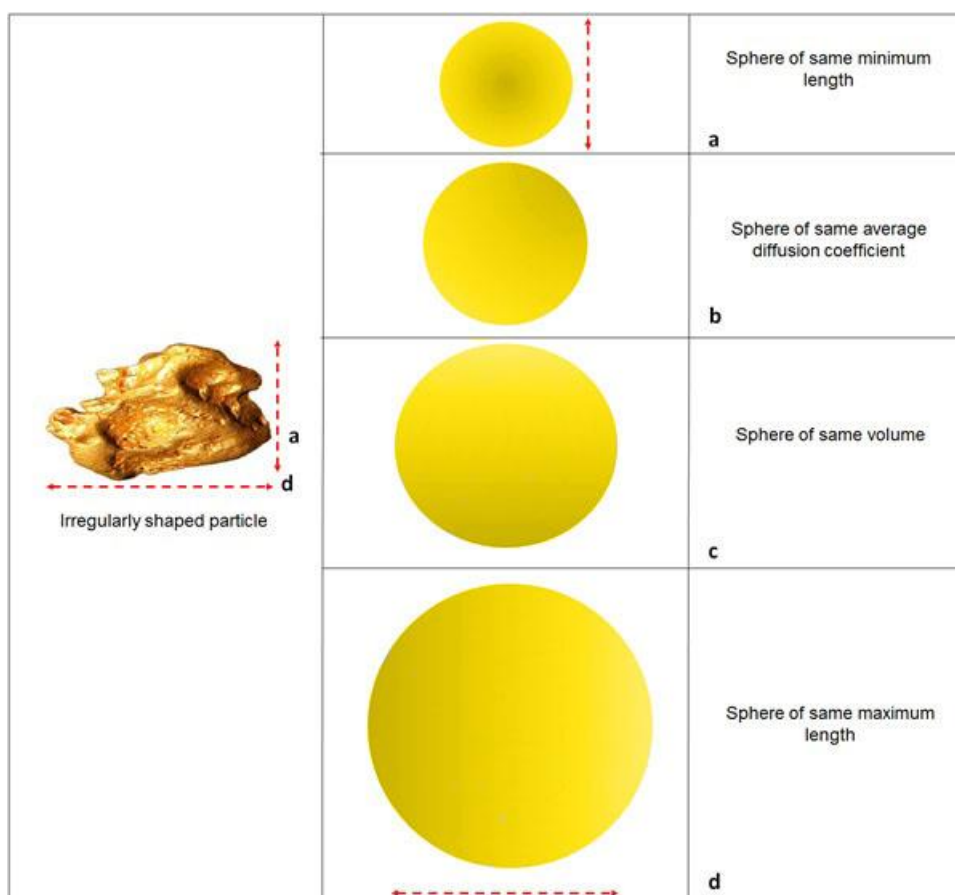 Sphere of same minimum
length
a
Sphere of same average
diffusion coefficient
b
a
d
Irregularly shaped particle
Sphere of same volume
c
Sphere of same maximum
length
d